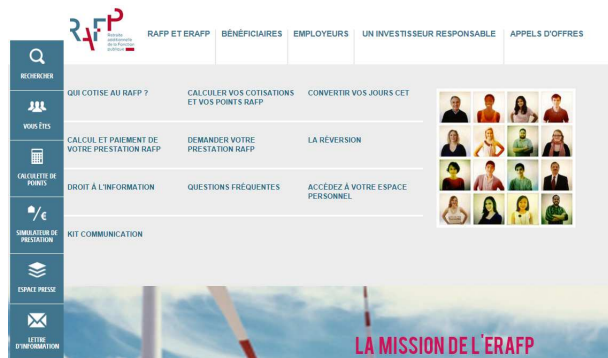 RAFP
Retraite
additionnelle
de la Fonction
publique
RAFP ET ERAFP
BÉNÉFICIAIRES
EMPLOYEURS
UN INVESTISSEUR RESPONSABLE
APPELS D'OFFRES
RECHERCHER
VOUS ÊTES
CALCULETTE DE
POINTS
SIMULATEUR DE
PRESTATION
ESPACE PRESSE
LETTRE
D'INFORMATION
QUI COTISE AU RAFP ?
CALCULER VOS COTISATIONS
ET VOS POINTS RAFP
CONVERTIR VOS JOURS CET
CALCUL ET PAIEMENT DE
VOTRE PRESTATION RAFP
DEMANDER VOTRE
PRESTATION RAFP
LA RÉVERSION
DROIT À L'INFORMATION
QUESTIONS FRÉQUENTES
ACCÉDEZ À VOTRE ESPACE
PERSONNEL
KIT COMMUNICATION
LA MISSION DE L'ERAFP